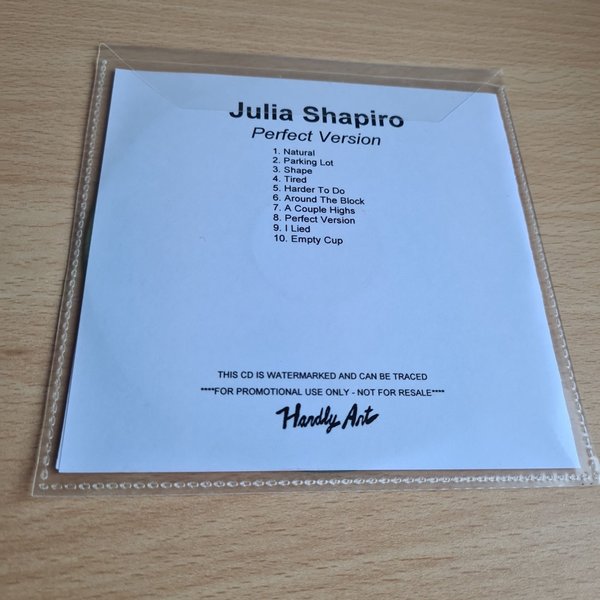 Julia Shapiro
Perfect Version
1. Natural
2. Parking Lot
3. Shape
4. Tired
5. Harder To Do
6. Around The Block
7. A Couple Highs
8. Perfect Version
9. I Lied
10. Empty Cup
THIS CD IS WATERMARKED AND CAN BE TRACED
****FOR PROMOTIONAL USE ONLY - NOT FOR RESALE****
Hardly Art